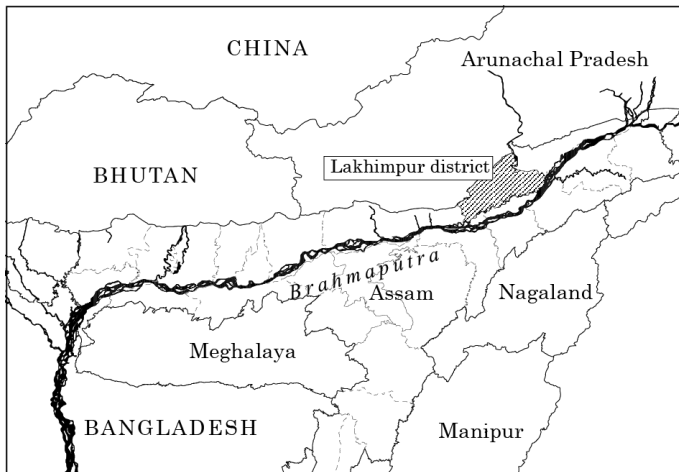 CHINA
Arunachal Pradesh
Lakhimpur district
BHUTAN
Brahmaputra
Assam
Nagaland
Meghalaya
BANGLADESH
Manipur